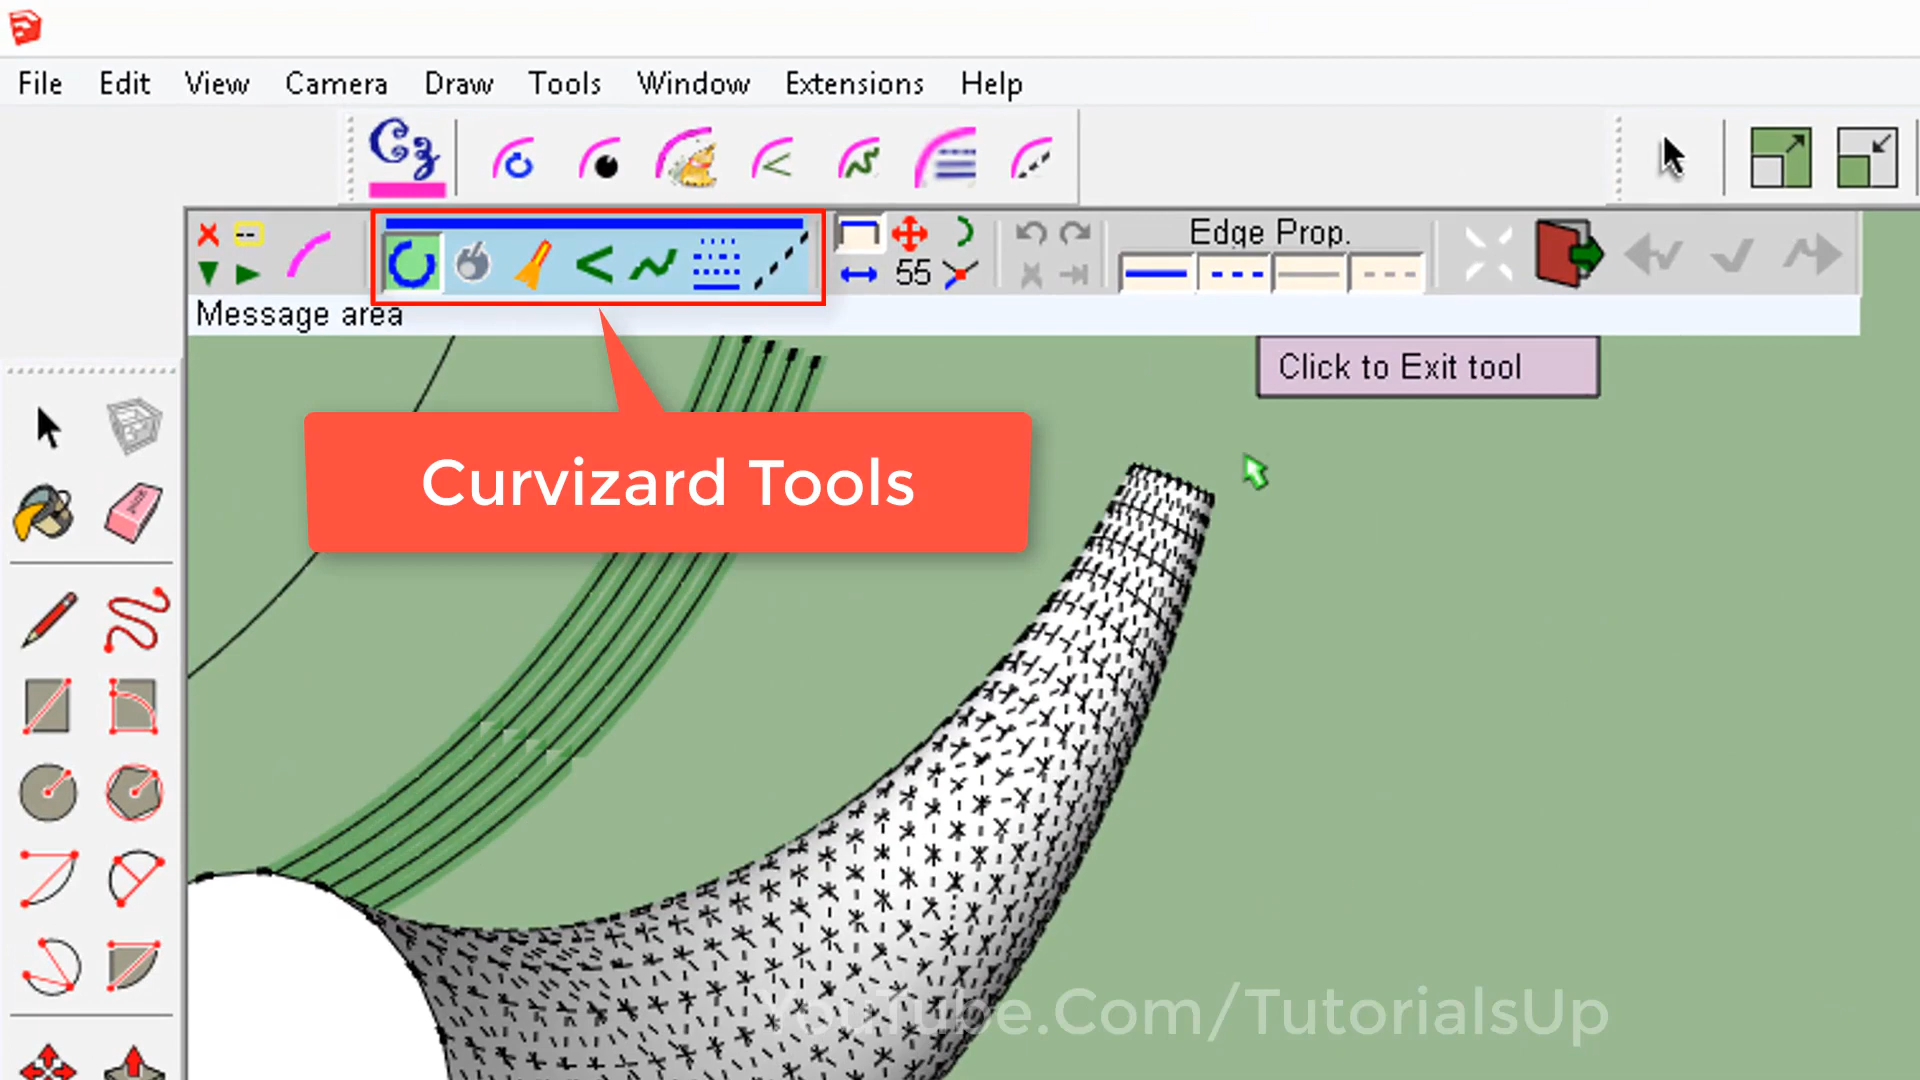 File Edit View Camera Draw Tools Window Extensions Help
Cz
Edge Prop.
55
Message area
Click to Exit tool
Curvizard Tools
YouTube.Com/TutorialsUp